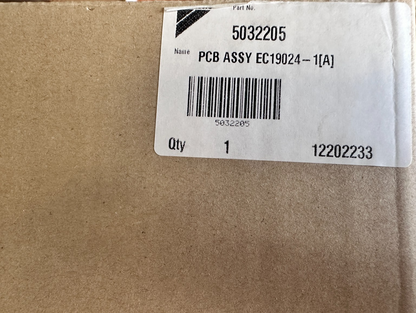 Part No.
5032205
Name PCB ASSY EC19024-1[A]
5032205
Qty 1 12202233